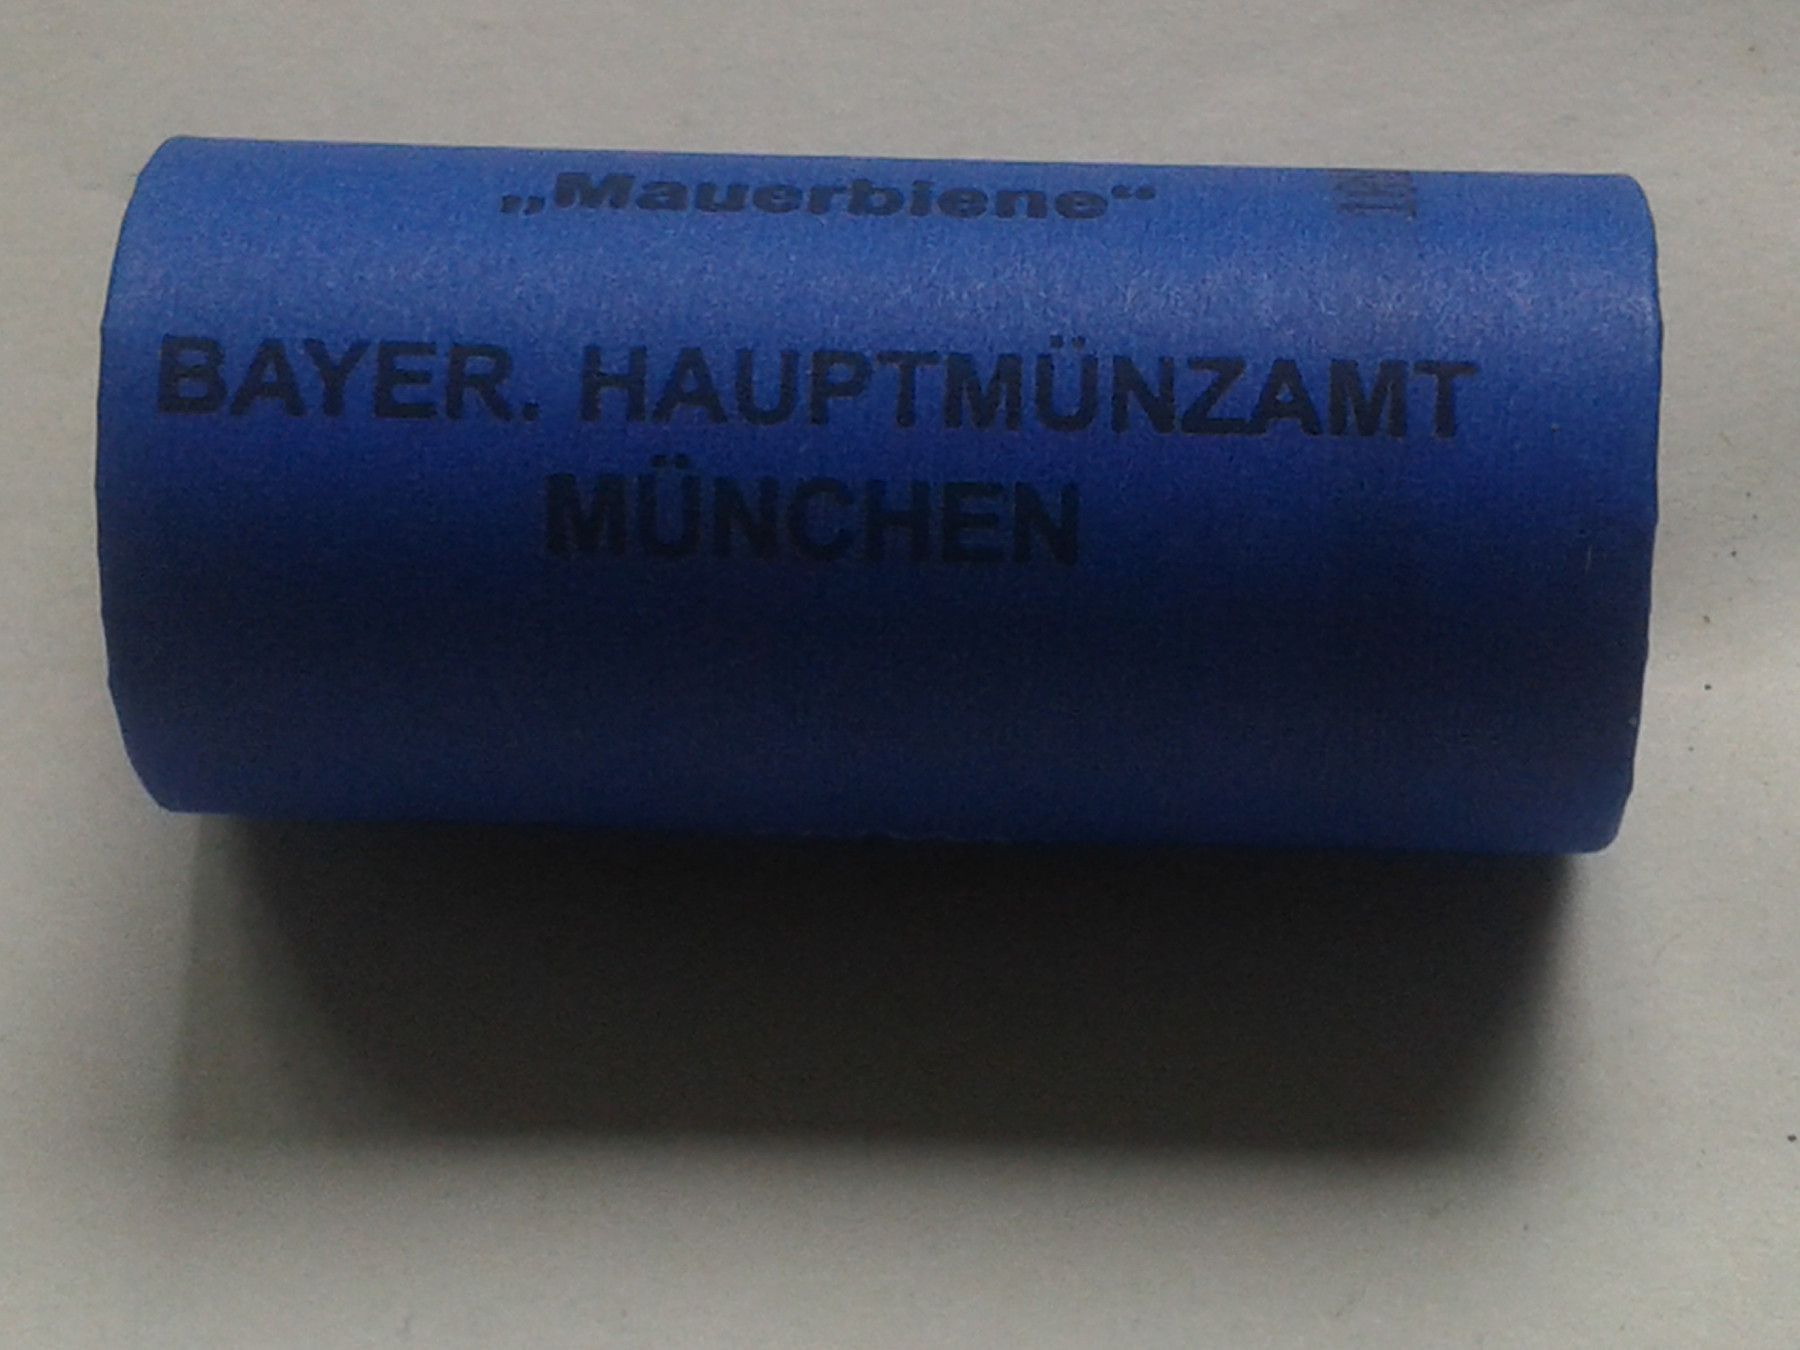 „Mauerbiene“
BAYER. HAUPTMÜNZAMT
MÜNCHEN